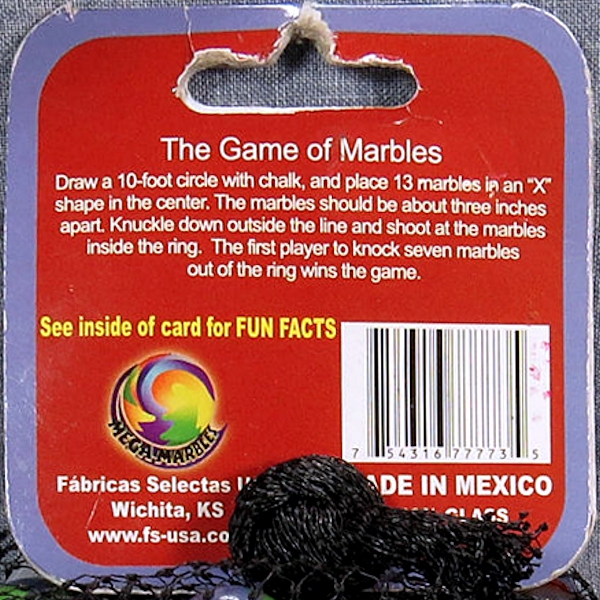 The Game of Marbles
Draw a 10-foot circle with chalk, and place 13 marbles in an "X"
shape in the center. The marbles should be about three inches
apart. Knuckle down outside the line and shoot at the marbles
inside the ring. The first player to knock seven marbles
out of the ring wins the game.
See inside of card for FUN FACTS
MEGA MARBLES
7 54316 77773 5
Fábricas Selectas
MADE IN MEXICO
Wichita, KS
GLASS
www.fs-usa.co